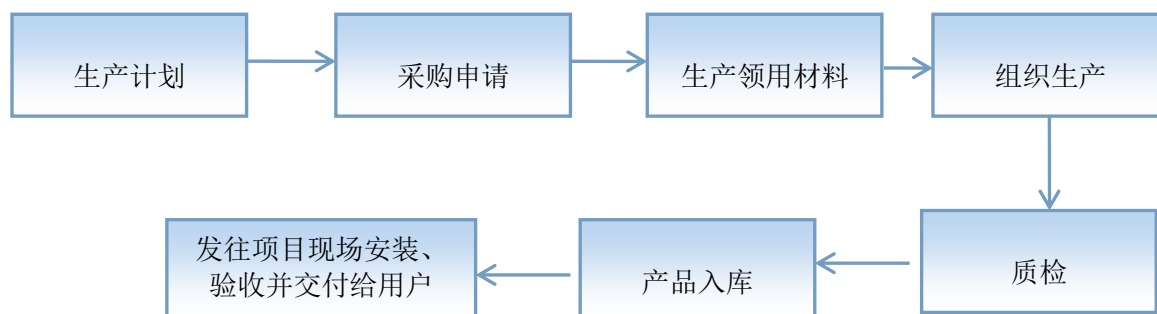 生产计划
采购申请
生产领用材料
组织生产
质检
产品入库
发往项目现场安装、
验收并交付给用户